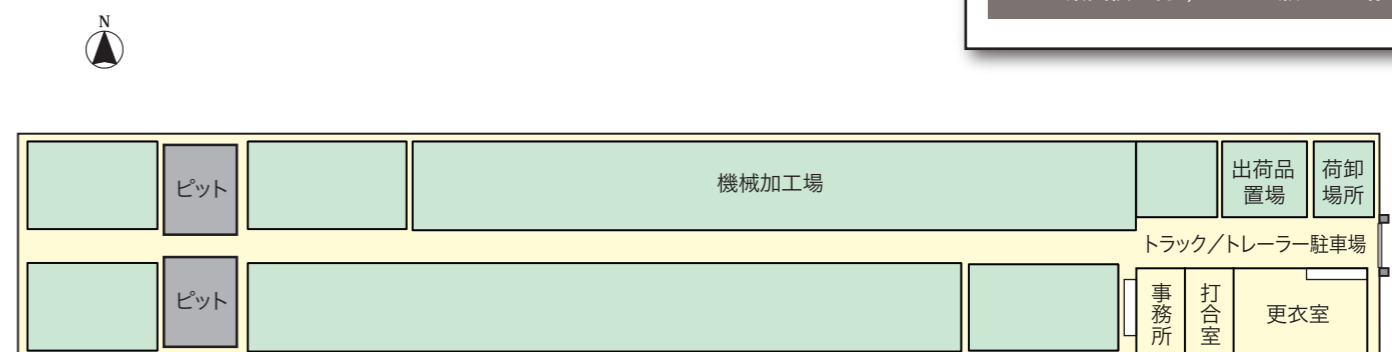 N
ピット
機械加工場
出荷品
置場
荷卸
場所
トラック／トレーラー駐車場
ピット
事務所
打合室
更衣室